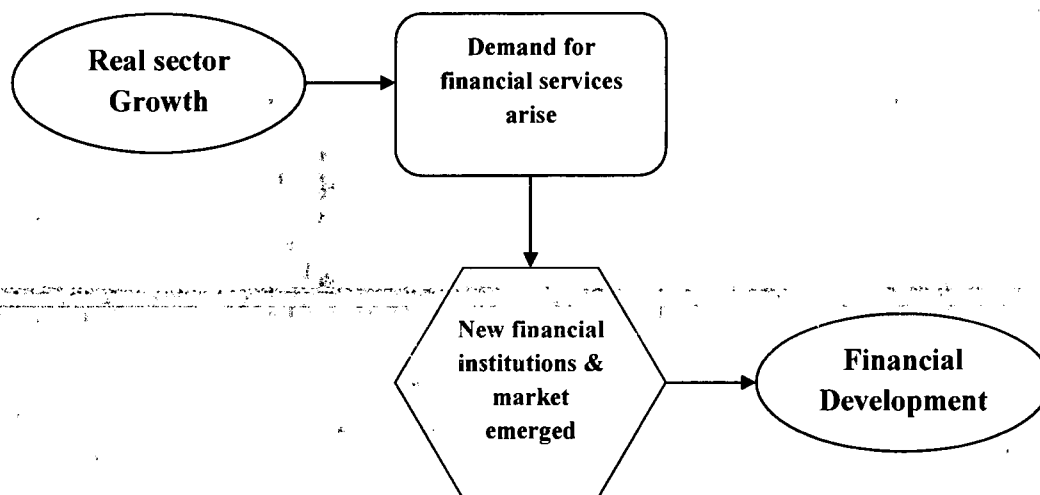 Real sector
Growth
Demand for
financial services
arise
New financial
institutions &
market
emerged
Financial
Development